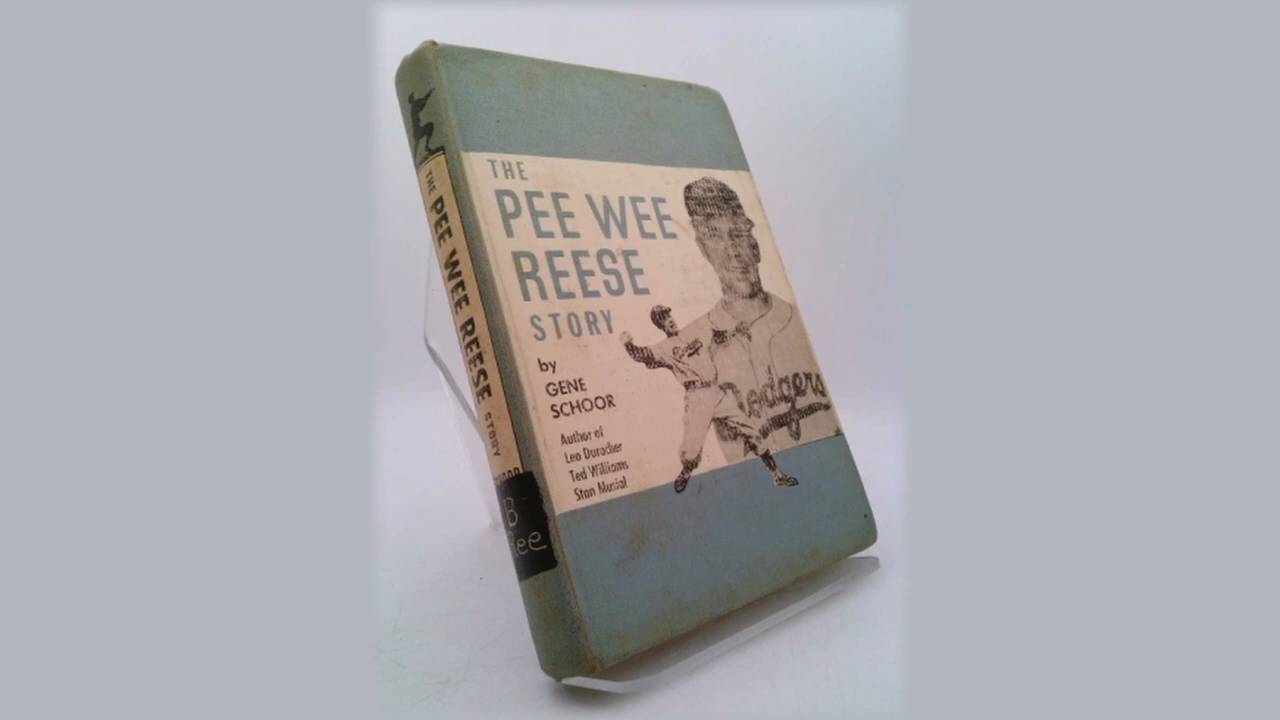 THE
PEE WEE
REESE
STORY
by
GENE
SCHOOR
Author of
Leo Durocher
Ted Williams
Stan Musial
Dodgers
THE PEE WEE REESE STORY
B